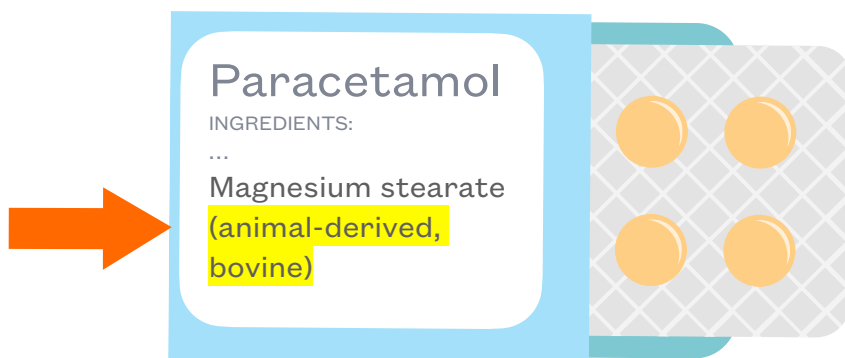 Paracetamol
INGREDIENTS:
...
Magnesium stearate
(animal-derived,
bovine)